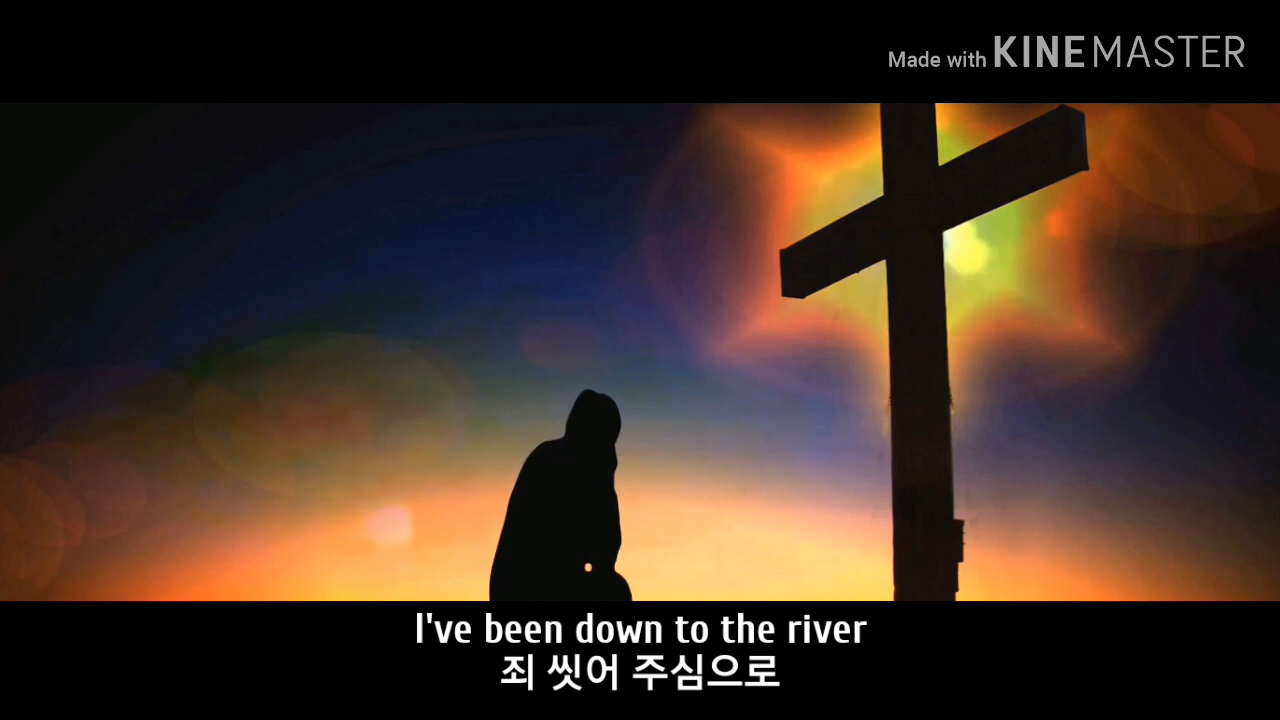 Made with KINEMASTER
I've been down to the river
죄 씻어 주심으로